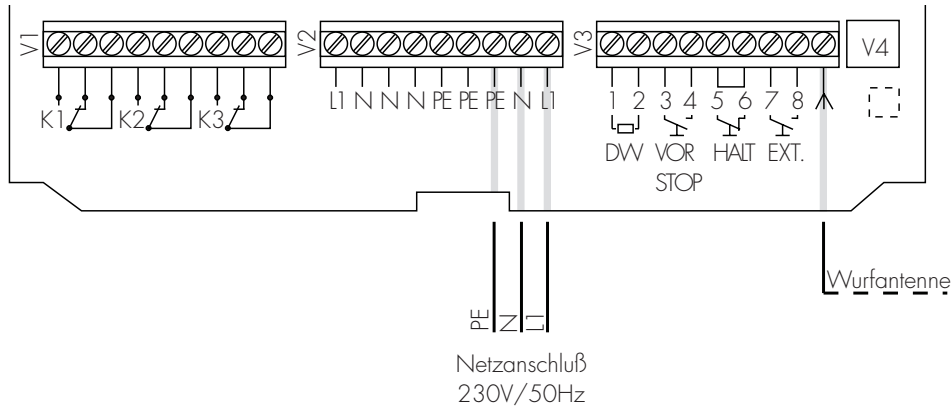 V1
V2
V3
V4
K1 K2 K3
L1 N N N PE PE PE N L1
1 2 3 4 5 6 7 8
DW VOR HALT EXT.
STOP
Wurfantenne
PE N L1
Netzanschluß
230V/50Hz